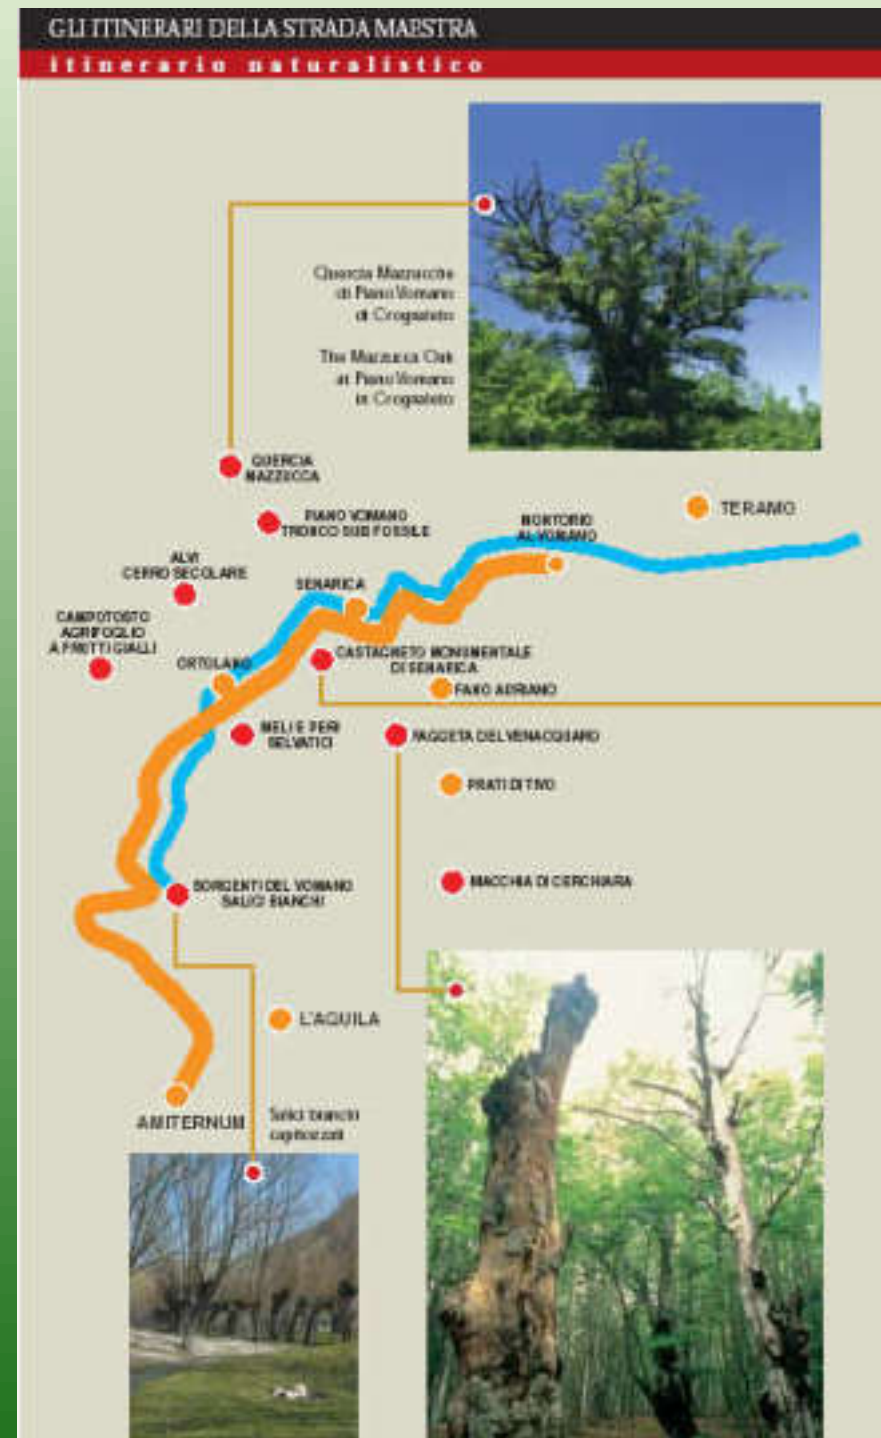 GLI ITINERARI DELLA STRADA MAESTRA
itinerario naturalistico
Quercia Mazzucche
di Piano Vomano
di Crognaleto
The Mazzucca Oak
at Piano Vomano
in Crognaleto
QUERCIA
MAZZUCCA
PIANO VOMANO
TRONCO SUB FOSSILE
MONTORIO
AL VOMANO
TERAMO
ALVI
CERRO SECOLARE
SENARICA
CAMPOTOSTO
AGRIFOGLIO
A FRUTTI GIALLI
ORTOLANO
CASTAGNETO MONUMENTALE
DI SENARICA
FANO ADRIANO
MELI E PERI
SELVATICI
FAGGETA DEL VENACQUARO
PRATI DI TIVO
SORGENTI DEL VOMANO
SALICI BIANCHI
MACCHIA DI CERCHIARA
L'AQUILA
AMITERNUM
Salici bianchi
capitozzati